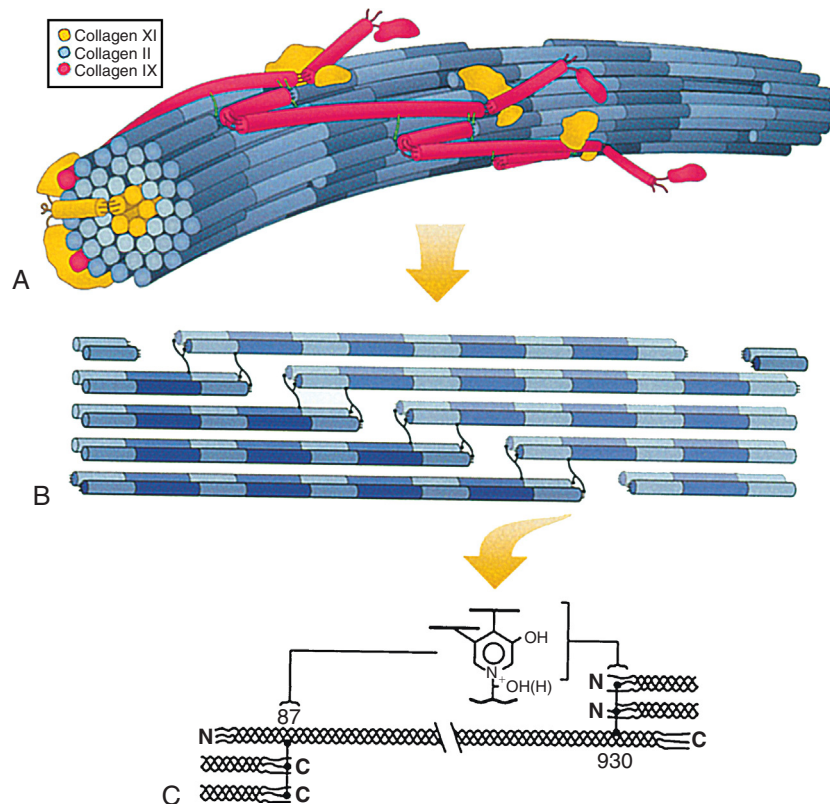 Collagen XI
Collagen II
Collagen IX
A
B
OH
N+
OH(H)
87
N
N
N
C
C
C
930
C